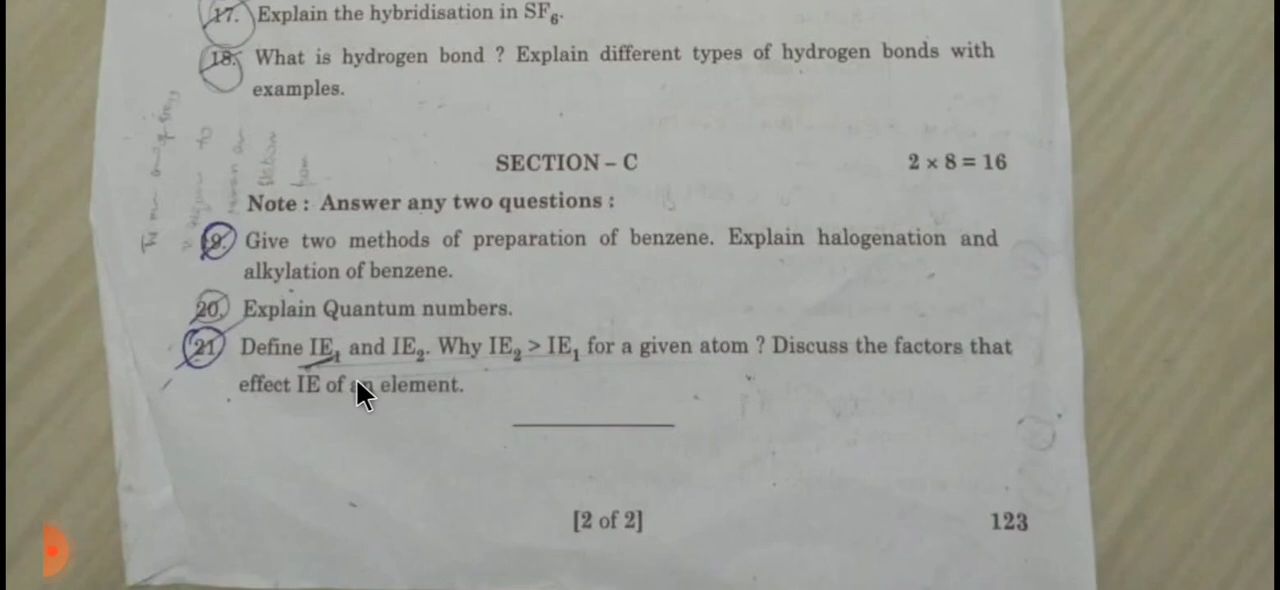 17. Explain the hybridisation in SF₆.
18. What is hydrogen bond ? Explain different types of hydrogen bonds with
examples.
SECTION – C 2 × 8 = 16
Note : Answer any two questions :
19. Give two methods of preparation of benzene. Explain halogenation and
alkylation of benzene.
20. Explain Quantum numbers.
21. Define IE₁ and IE₂. Why IE₂ > IE₁ for a given atom ? Discuss the factors that
effect IE of an element.
[2 of 2] 123